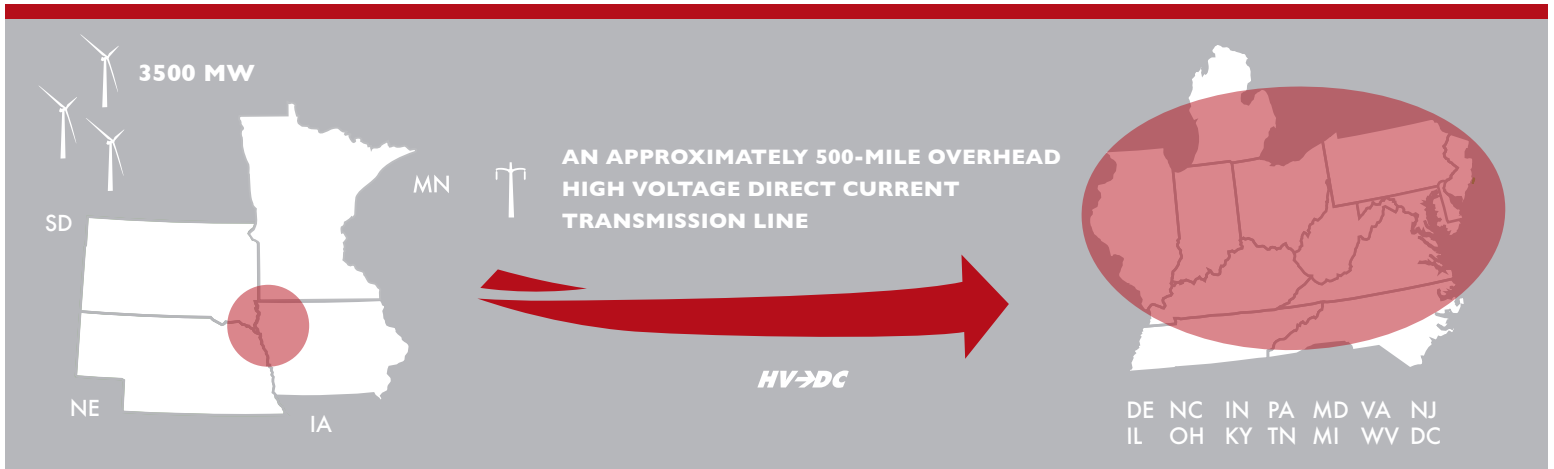 3500 MW
MN
SD
NE
IA
AN APPROXIMATELY 500-MILE OVERHEAD
HIGH VOLTAGE DIRECT CURRENT
TRANSMISSION LINE
HV→DC
DE NC IN PA MD VA NJ
IL OH KY TN MI WV DC